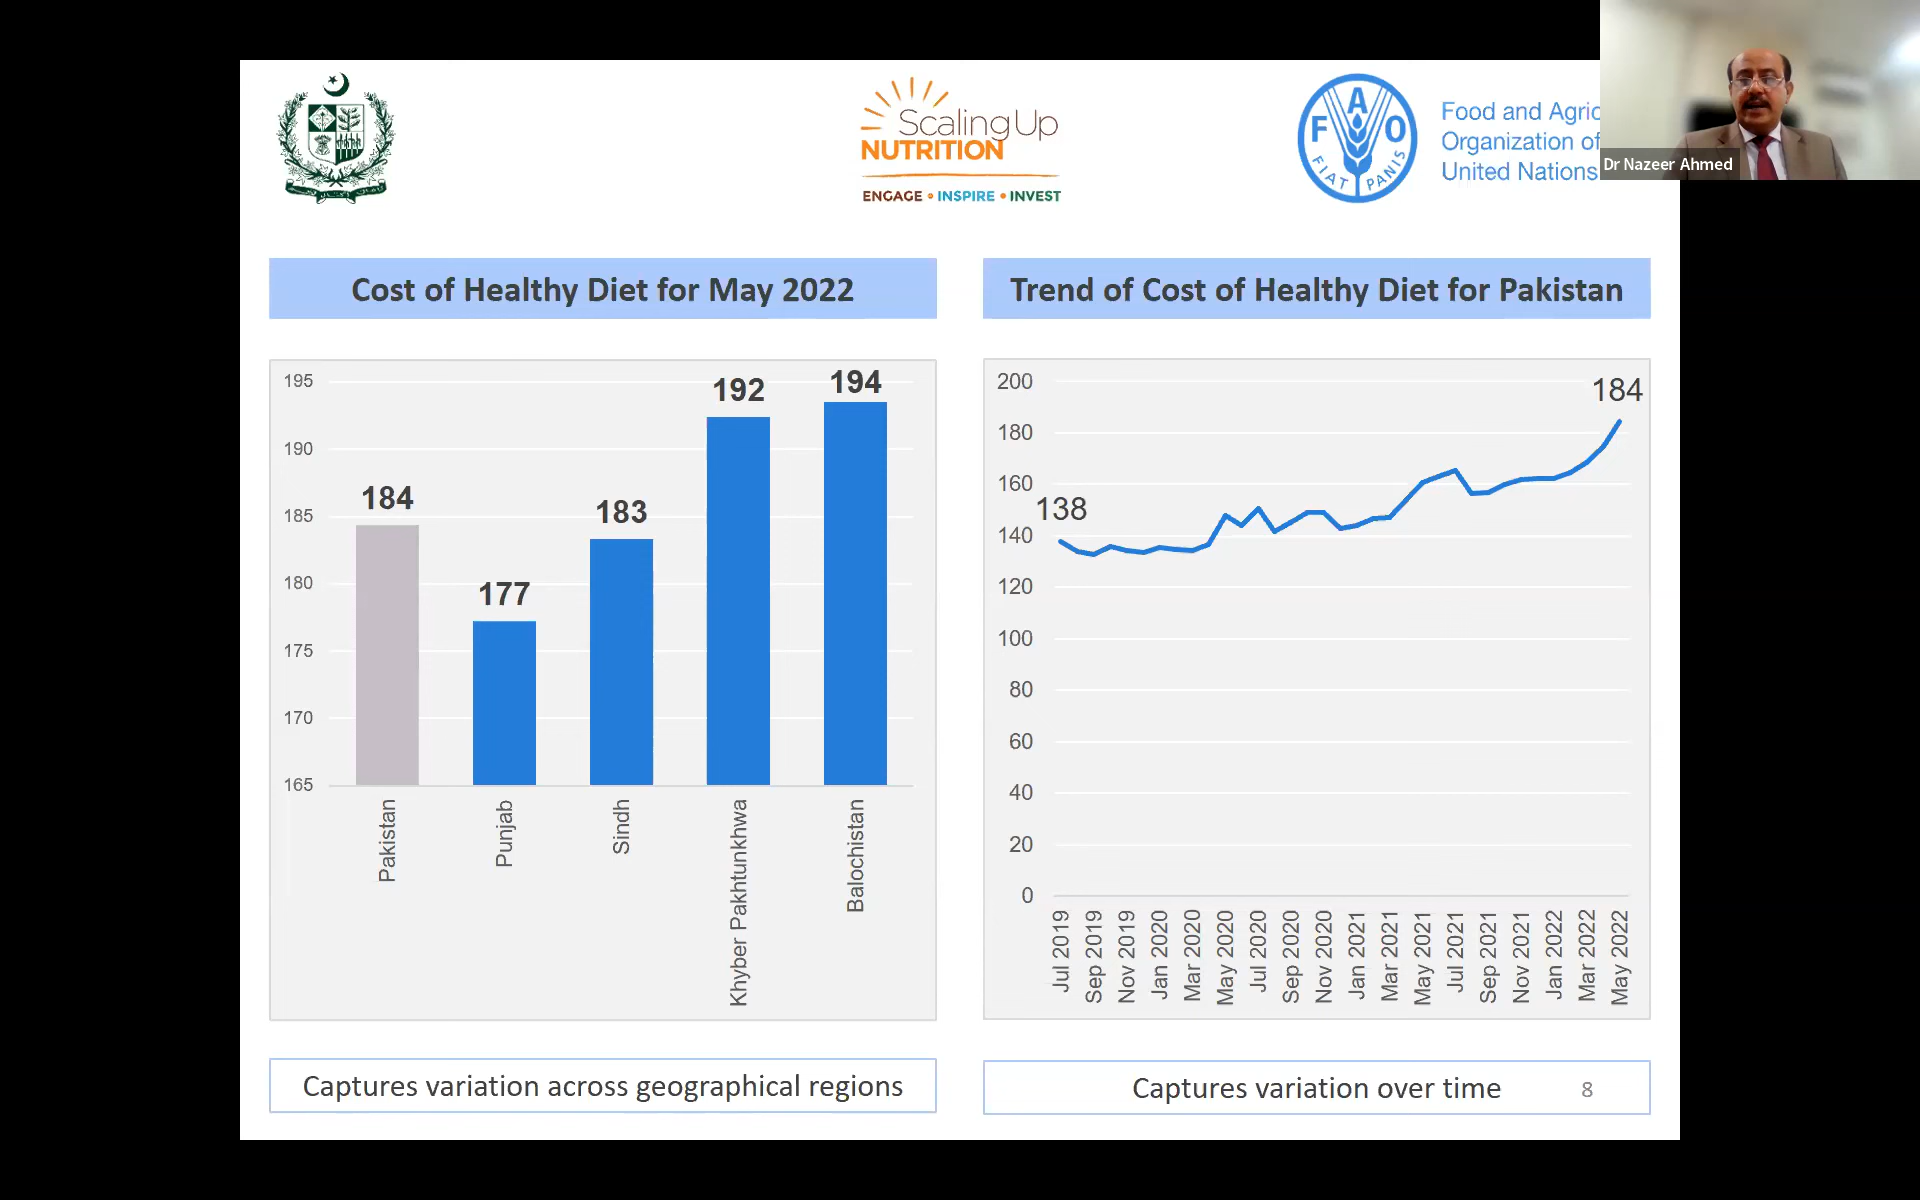 Scaling Up
NUTRITION
ENGAGE • INSPIRE • INVEST
F A O
FIAT PANIS
Food and Agric
Organization of
United Nations
Dr Nazeer Ahmed
Cost of Healthy Diet for May 2022
195
190
185
180
175
170
165
184
177
183
192
194
Pakistan
Punjab
Sindh
Khyber Pakhtunkhwa
Balochistan
Captures variation across geographical regions
Trend of Cost of Healthy Diet for Pakistan
200
180
160
140
120
100
80
60
40
20
0
138
184
Jul 2019
Sep 2019
Nov 2019
Jan 2020
Mar 2020
May 2020
Jul 2020
Sep 2020
Nov 2020
Jan 2021
Mar 2021
May 2021
Jul 2021
Sep 2021
Nov 2021
Jan 2022
Mar 2022
May 2022
Captures variation over time
8